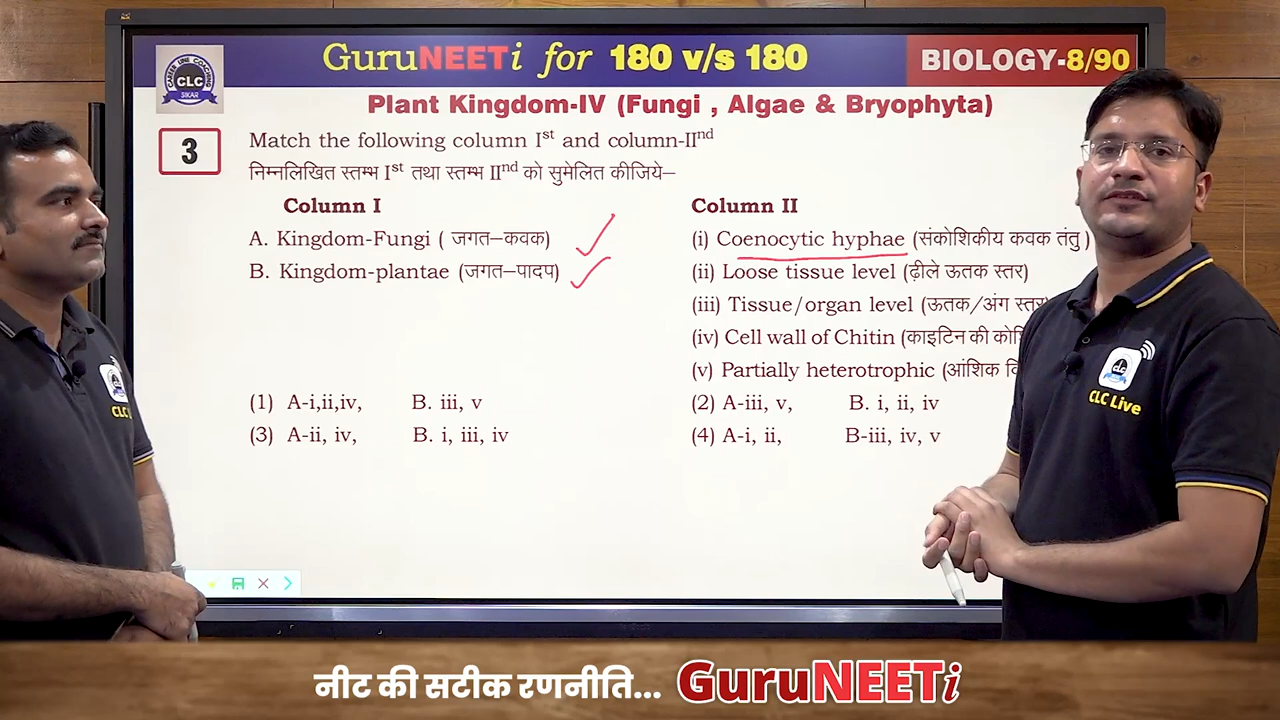 GuruNEETi for 180 v/s 180
BIOLOGY-8/90
CLC
SIKAR
Plant Kingdom-IV (Fungi , Algae & Bryophyta)
3
Match the following column Ist and column-IInd
निम्नलिखित स्तम्भ Ist तथा स्तम्भ IInd को सुमेलित कीजिये–
Column I
Column II
A. Kingdom-Fungi ( जगत–कवक)
(i) Coenocytic hyphae (संकोशिकीय कवक तंतु )
B. Kingdom-plantae (जगत–पादप)
(ii) Loose tissue level (ढ़ीले ऊतक स्तर)
(iii) Tissue/organ level (ऊतक/अंग स्तर)
(iv) Cell wall of Chitin (काइटिन की
(v) Partially heterotrophic (आंशिक
(1) A-i,ii,iv, B. iii, v
(2) A-iii, v, B. i, ii, iv
(3) A-ii, iv, B. i, iii, iv
(4) A-i, ii, B-iii, iv, v
CLC
CLC
CLC Live
नीट की सटीक रणनीति... GuruNEETi